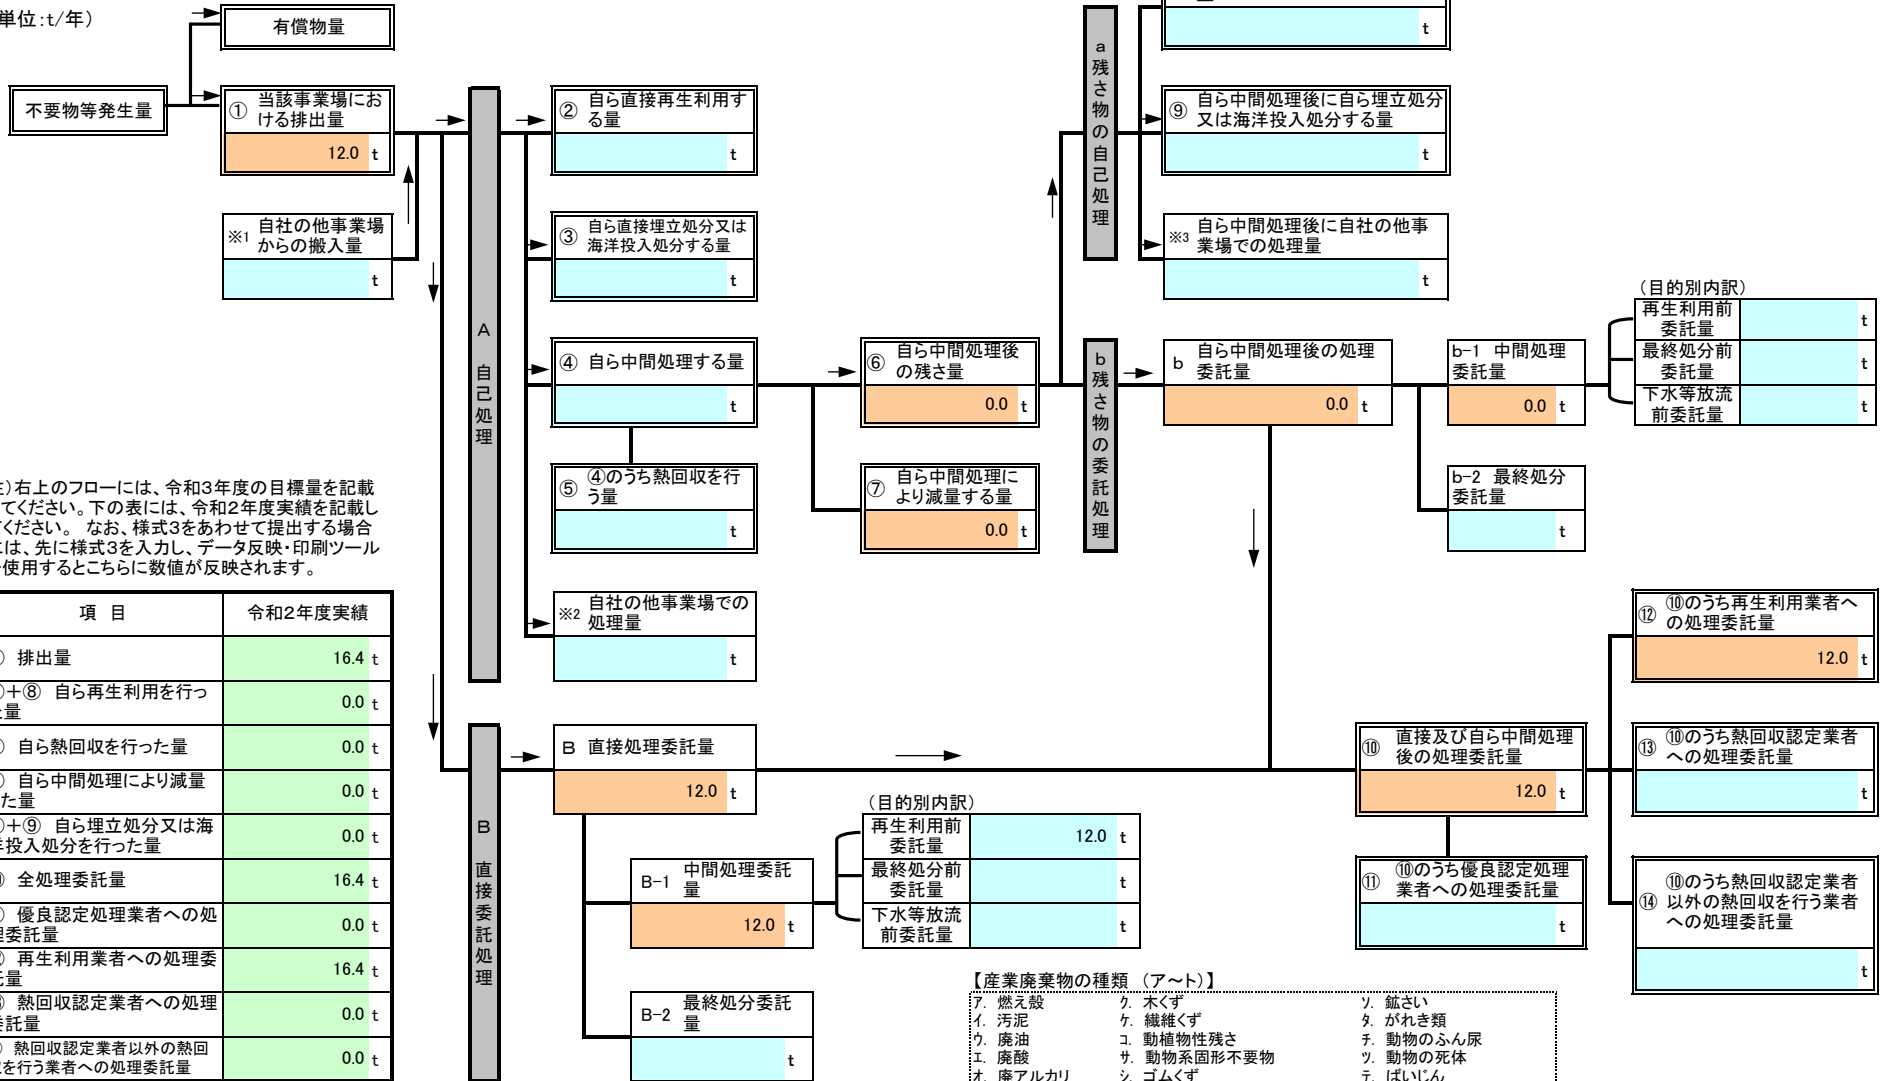 単位:t/年)
有償物量
t
不要物等発生量
① 当該事業場にお
ける排出量
12.0 t
※1 自社の他事業場
からの搬入量
t
A 自己処理
② 自ら直接再生利用す
る量
t
③ 自ら直接埋立処分又は
海洋投入処分する量
t
④ 自ら中間処理する量
t
⑤ ④のうち熱回収を行
う量
t
※2 自社の他事業場での
処理量
t
⑥ 自ら中間処理後
の残さ量
0.0 t
⑦ 自ら中間処理に
より減量する量
0.0 t
a 残さ物の自己処理
⑨ 自ら中間処理後に自ら埋立処分
又は海洋投入処分する量
t
※3 自ら中間処理後に自社の他事
業場での処理量
t
b 残さ物の委託処理
b 自ら中間処理後の処理
委託量
0.0 t
b-1 中間処理
委託量
0.0 t
b-2 最終処分
委託量
t
(目的別内訳)
再生利用前
委託量
t
最終処分前
委託量
t
下水等放流
前委託量
t
)右上のフローには、令和3年度の目標量を記載
てください。下の表には、令和2年度実績を記載し
ください。 なお、様式3をあわせて提出する場合
は、先に様式3を入力し、データ反映・印刷ツール
使用するとこちらに数値が反映されます。
項 目 令和2年度実績
) 排出量 16.4 t
)+⑧ 自ら再生利用を行っ
量 0.0 t
) 自ら熱回収を行った量 0.0 t
) 自ら中間処理により減量
た量 0.0 t
)+⑨ 自ら埋立処分又は海
投入処分を行った量 0.0 t
) 全処理委託量 16.4 t
) 優良認定処理業者への処
委託量 0.0 t
) 再生利用業者への処理委
量 16.4 t
) 熱回収認定業者への処理
託量 0.0 t
) 熱回収認定業者以外の熱回
を行う業者への処理委託量 0.0 t
B 直接委託処理
B 直接処理委託量
12.0 t
B-1 中間処理委託
量
12.0 t
B-2 最終処分委託
量
t
(目的別内訳)
再生利用前
委託量
12.0 t
最終処分前
委託量
t
下水等放流
前委託量
t
⑩ 直接及び自ら中間処理
後の処理委託量
12.0 t
⑪ ⑩のうち優良認定処理
業者への処理委託量
t
⑫ ⑩のうち再生利用業者へ
の処理委託量
12.0 t
⑬ ⑩のうち熱回収認定業者
への処理委託量
t
⑭ ⑩のうち熱回収認定業者
以外の熱回収を行う業者
への処理委託量
t
【産業廃棄物の種類 (ア~ト)】
ア. 燃え殻 ク. 木くず ソ. 鉱さい
イ. 汚泥 ケ. 繊維くず タ. がれき類
ウ. 廃油 コ. 動植物性残さ チ. 動物のふん尿
エ. 廃酸 サ. 動物系固形不要物 ツ. 動物の死体
オ. 廃アルカリ シ. ゴムくず テ. ばいじん